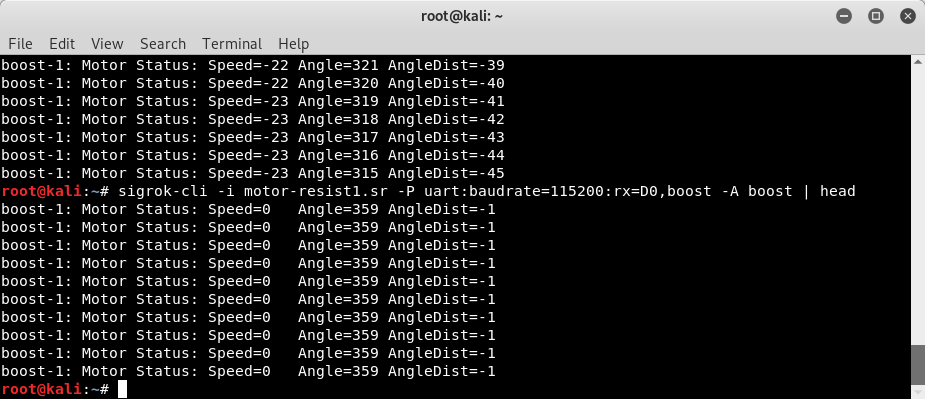 root@kali: ~
File Edit View Search Terminal Help
boost-1: Motor Status: Speed=-22 Angle=321 AngleDist=-39
boost-1: Motor Status: Speed=-22 Angle=320 AngleDist=-40
boost-1: Motor Status: Speed=-23 Angle=319 AngleDist=-41
boost-1: Motor Status: Speed=-23 Angle=318 AngleDist=-42
boost-1: Motor Status: Speed=-23 Angle=317 AngleDist=-43
boost-1: Motor Status: Speed=-23 Angle=316 AngleDist=-44
boost-1: Motor Status: Speed=-23 Angle=315 AngleDist=-45
root@kali:~# sigrok-cli -i motor-resist1.sr -P uart:baudrate=115200:rx=D0,boost -A boost | head
boost-1: Motor Status: Speed=0   Angle=359 AngleDist=-1
boost-1: Motor Status: Speed=0   Angle=359 AngleDist=-1
boost-1: Motor Status: Speed=0   Angle=359 AngleDist=-1
boost-1: Motor Status: Speed=0   Angle=359 AngleDist=-1
boost-1: Motor Status: Speed=0   Angle=359 AngleDist=-1
boost-1: Motor Status: Speed=0   Angle=359 AngleDist=-1
boost-1: Motor Status: Speed=0   Angle=359 AngleDist=-1
boost-1: Motor Status: Speed=0   Angle=359 AngleDist=-1
boost-1: Motor Status: Speed=0   Angle=359 AngleDist=-1
boost-1: Motor Status: Speed=0   Angle=359 AngleDist=-1
root@kali:~#